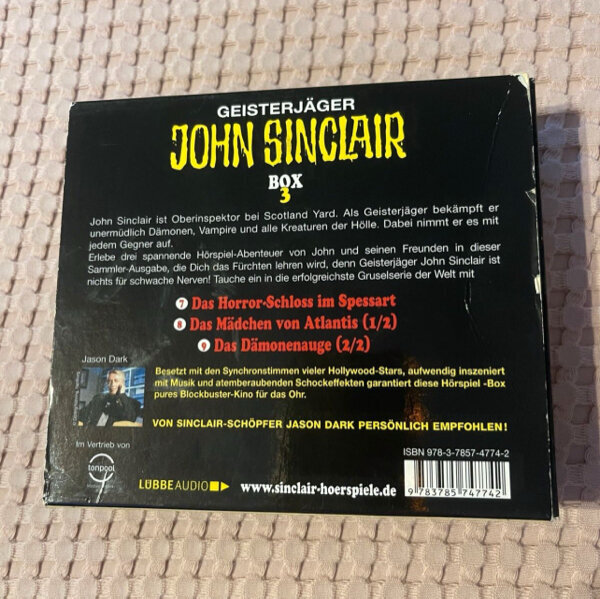 GEISTERJÄGER
JOHN SINCLAIR
BOX
3
John Sinclair ist Oberinspektor bei Scotland Yard. Als Geisterjäger bekämpft er
unermüdlich Dämonen, Vampire und alle Kreaturen der Hölle. Dabei nimmt er es mit
jedem Gegner auf.
Erlebe drei spannende Hörspiel-Abenteuer von John und seinen Freunden in dieser
Sammler-Ausgabe, die Dich das Fürchten lehren wird, denn Geisterjäger John Sinclair ist
nichts für schwache Nerven! Tauche ein in die erfolgreichste Gruselserie der Welt mit
7 Das Horror-Schloss im Spessart
8 Das Mädchen von Atlantis (1/2)
9 Das Dämonenauge (2/2)
Jason Dark
Besetzt mit den Synchronstimmen vieler Hollywood-Stars, aufwendig inszeniert
mit Musik und atemberaubenden Schockeffekten garantiert diese Hörspiel -Box
pures Blockbuster-Kino für das Ohr.
VON SINCLAIR-SCHÖPFER JASON DARK PERSÖNLICH EMPFOHLEN!
Im Vertrieb von
tonpool
LÜBBE AUDIO
www.sinclair-hoerspiele.de
ISBN 978-3-7857-4774-2
9 783785 747742